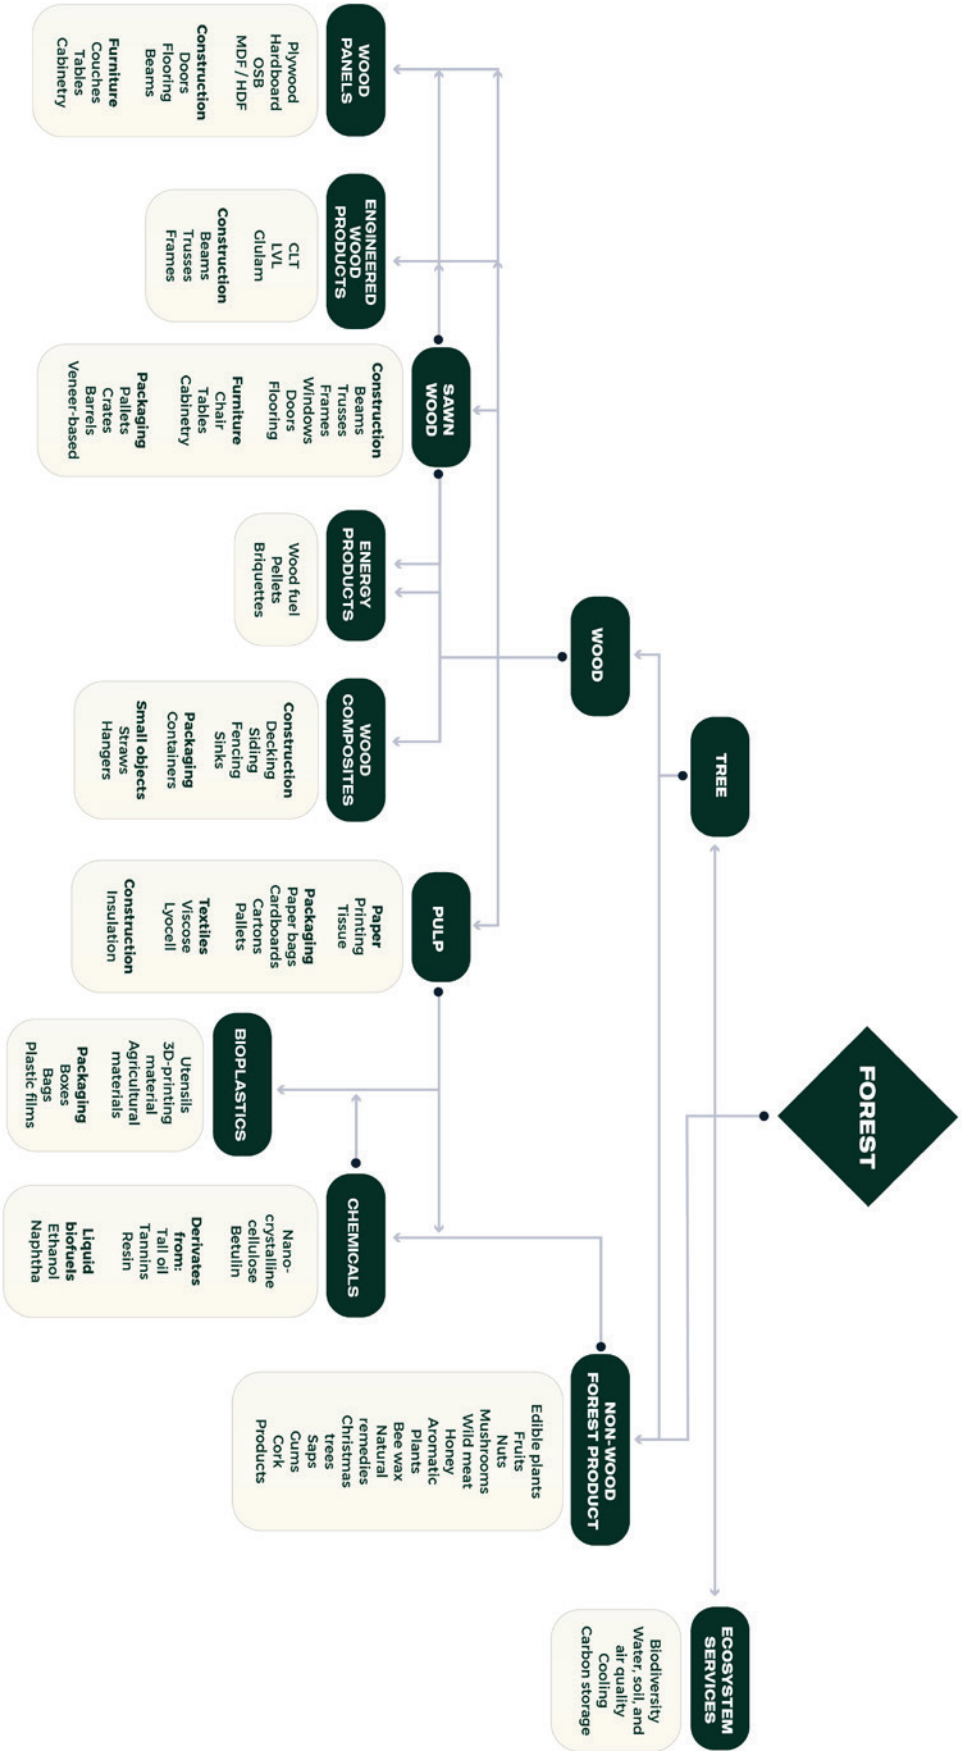 FOREST
TREE
ECOSYSTEM
SERVICES
Biodiversity
Water, soil, and
air quality
Cooling
Carbon storage
WOOD
NON-WOOD
FOREST PRODUCT
Edible plants
Fruits
Nuts
Mushrooms
Wild meat
Honey
Aromatic
Plants
Bee wax
Natural
remedies
Christmas
trees
Saps
Gums
Cork
Products
SAWN
WOOD
Construction
Beams
Trusses
Frames
Windows
Doors
Flooring
Furniture
Chair
Tables
Cabinetry
Packaging
Pallets
Crates
Barrels
Veneer-based
PULP
Paper
Printing
Tissue
Packaging
Paper bags
Cardboards
Cartons
Pallets
Textiles
Viscose
Lyocell
Construction
Insulation
WOOD
PANELS
Plywood
Hardboard
OSB
MDF / HDF
Construction
Doors
Flooring
Beams
Furniture
Couches
Tables
Cabinetry
ENGINEERED
WOOD
PRODUCTS
CLT
LVL
Glulam
Construction
Beams
Trusses
Frames
ENERGY
PRODUCTS
Wood fuel
Pellets
Briquettes
WOOD
COMPOSITES
Construction
Decking
Siding
Fencing
Sinks
Packaging
Containers
Small objects
Straws
Hangers
CHEMICALS
Nano-
crystalline
cellulose
Betulin
Derivates
from:
Tall oil
Tannins
Resin
Liquid
biofuels
Ethanol
Naphtha
BIOPLASTICS
Utensils
3D-printing
material
Agricultural
materials
Packaging
Boxes
Bags
Plastic films